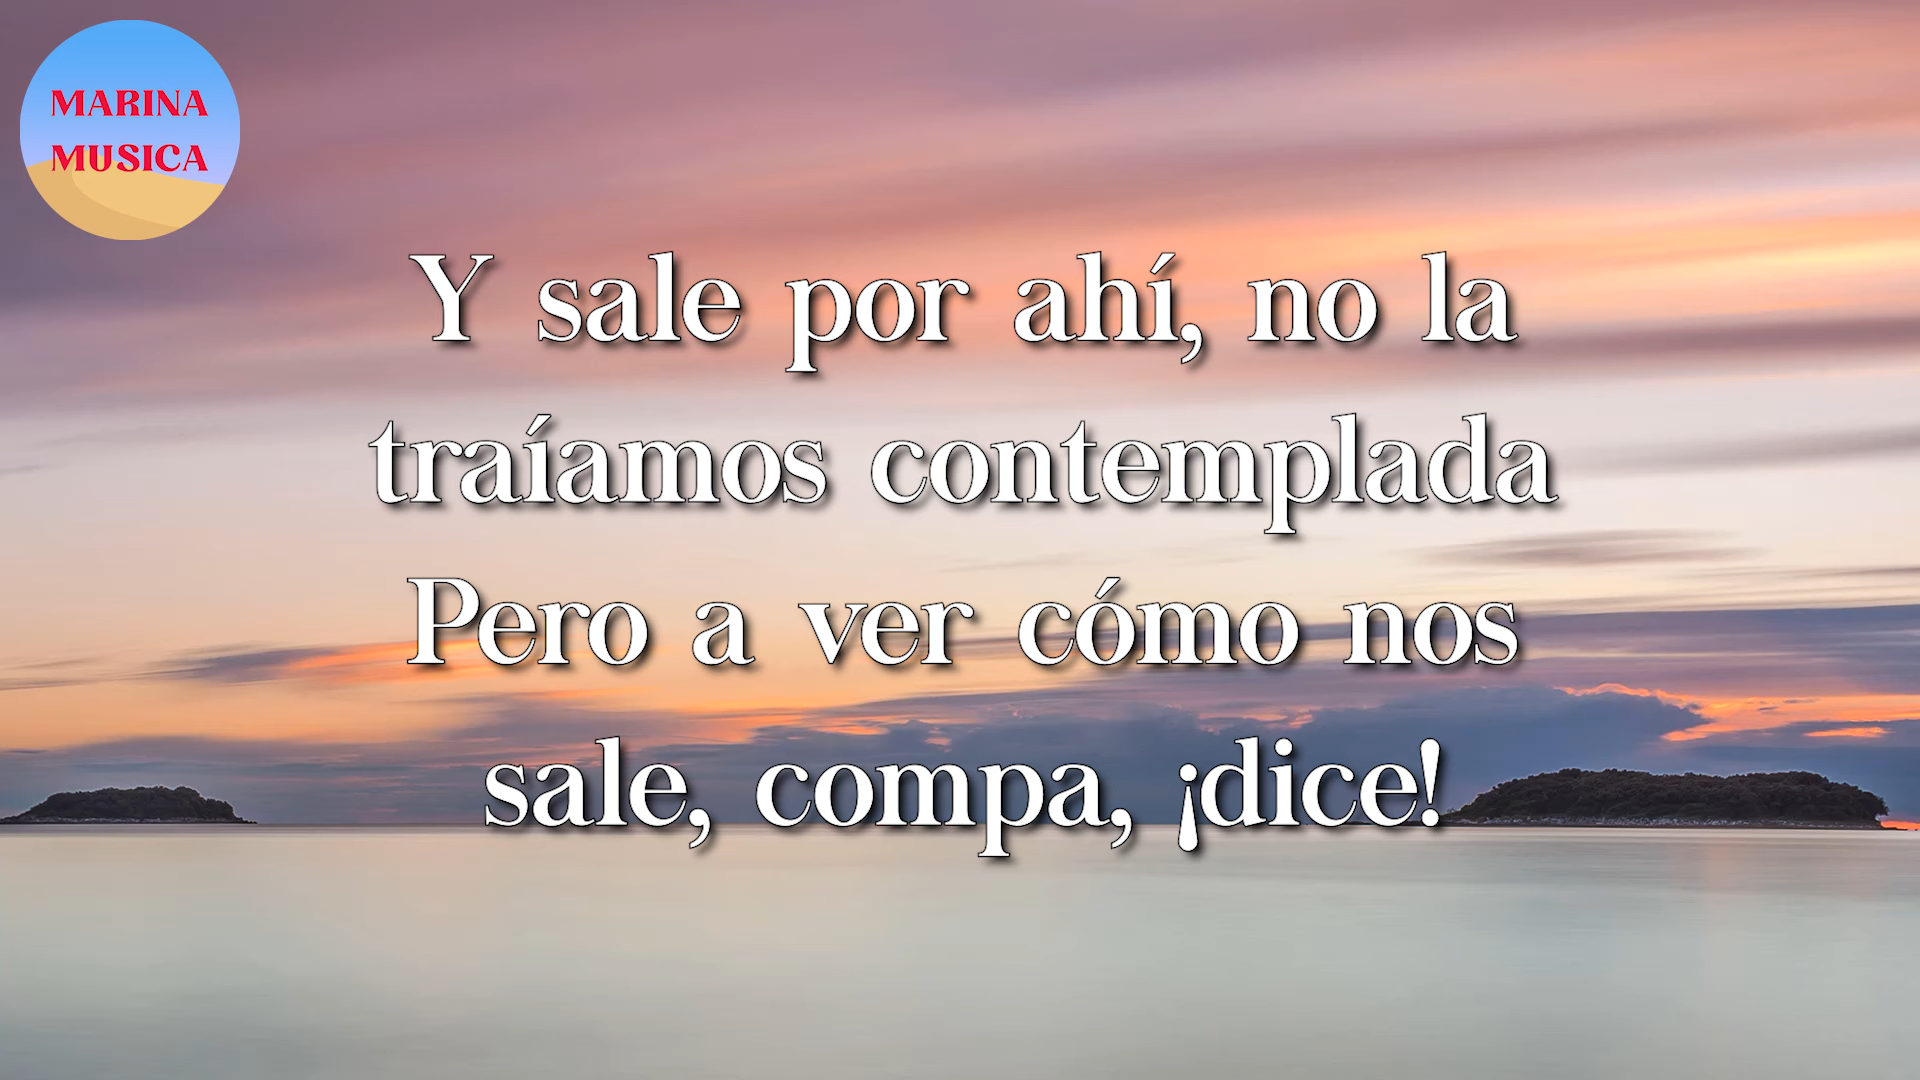 MARINA
MUSICA
Y sale por ahí, no la
traíamos contemplada
Pero a ver cómo nos
sale, compa, ¡dice!